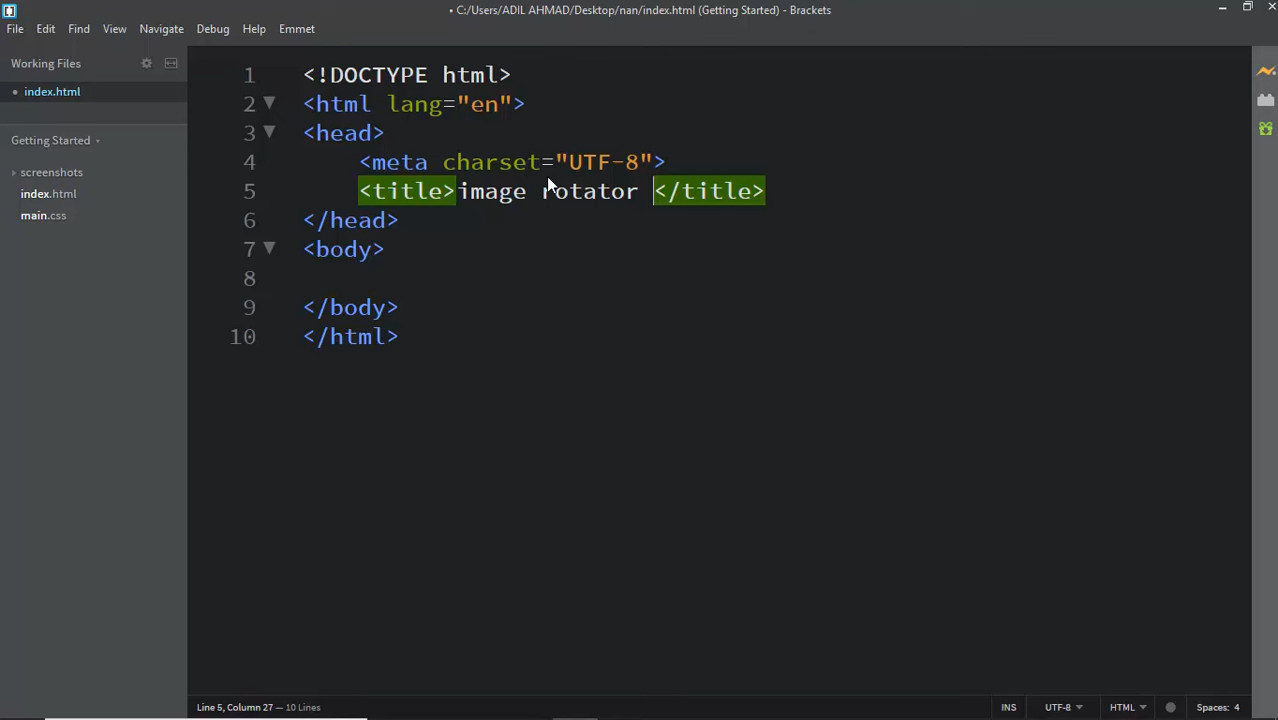 • C:/Users/ADIL AHMAD/Desktop/nan/index.html (Getting Started) - Brackets
File Edit Find View Navigate Debug Help Emmet
Working Files
• index.html
Getting Started
screenshots
index.html
main.css
1 <!DOCTYPE html>
2 <html lang="en">
3 <head>
4 <meta charset="UTF-8">
5 <title>image rotator </title>
6 </head>
7 <body>
8
9 </body>
10 </html>
Line 5, Column 27 — 10 Lines INS UTF-8 HTML Spaces: 4